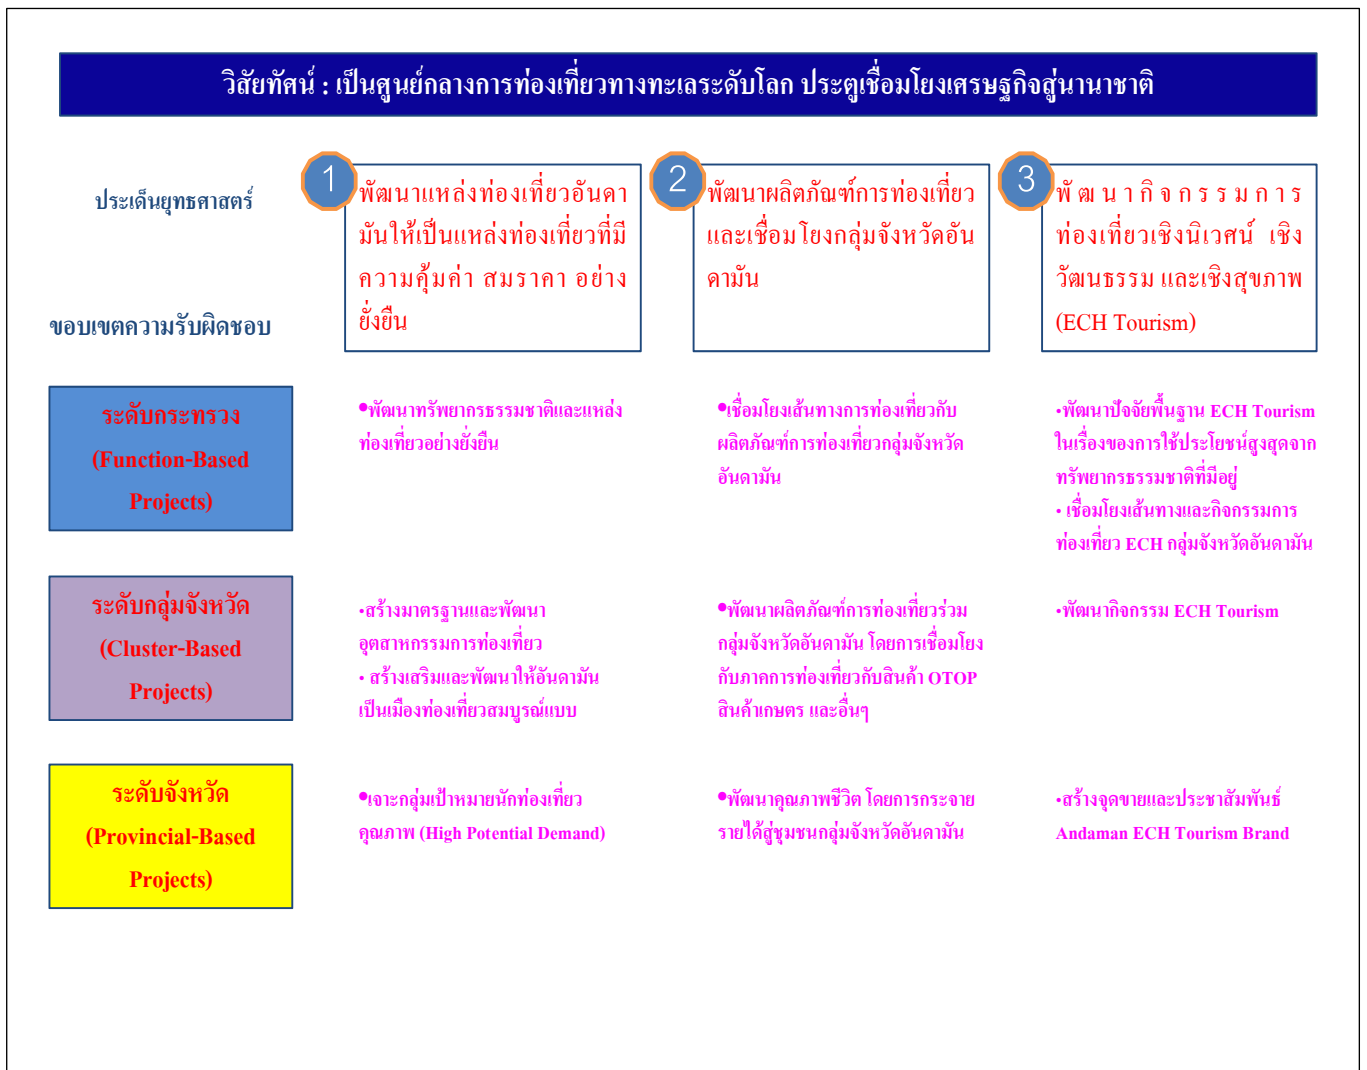 วิสัยทัศน์ : เป็นศูนย์กลางการท่องเที่ยวทางทะเลระดับโลก ประตูเชื่อมโยงเศรษฐกิจสู่นานาชาติ
ประเด็นยุทธศาสตร์
ขอบเขตความรับผิดชอบ
1
พัฒนาแหล่งท่องเที่ยวอันดา
มันให้เป็นแหล่งท่องเที่ยวที่มี
ความคุ้มค่า สมราคา อย่าง
ยั่งยืน
2
พัฒนาผลิตภัณฑ์การท่องเที่ยว
และเชื่อมโยงกลุ่มจังหวัดอัน
ดามัน
3
พัฒนากิจกรรมการ
ท่องเที่ยวเชิงนิเวศน์ เชิง
วัฒนธรรม และเชิงสุขภาพ
(ECH Tourism)
ระดับกระทรวง
(Function-Based
Projects)
•พัฒนาทรัพยากรธรรมชาติและแหล่ง
ท่องเที่ยวอย่างยั่งยืน
•เชื่อมโยงเส้นทางการท่องเที่ยวกับ
ผลิตภัณฑ์การท่องเที่ยวกลุ่มจังหวัด
อันดามัน
•พัฒนาปัจจัยพื้นฐาน ECH Tourism
ในเรื่องของการใช้ประโยชน์สูงสุดจาก
ทรัพยากรธรรมชาติที่มีอยู่
• เชื่อมโยงเส้นทางและกิจกรรมการ
ท่องเที่ยว ECH กลุ่มจังหวัดอันดามัน
ระดับกลุ่มจังหวัด
(Cluster-Based
Projects)
•สร้างมาตรฐานและพัฒนา
อุตสาหกรรมการท่องเที่ยว
• สร้างเสริมและพัฒนาให้อันดามัน
เป็นเมืองท่องเที่ยวสมบูรณ์แบบ
•พัฒนาผลิตภัณฑ์การท่องเที่ยวร่วม
กลุ่มจังหวัดอันดามัน โดยการเชื่อมโยง
กับภาคการท่องเที่ยวกับสินค้า OTOP
สินค้าเกษตร และอื่นๆ
•พัฒนากิจกรรม ECH Tourism
ระดับจังหวัด
(Provincial-Based
Projects)
•เจาะกลุ่มเป้าหมายนักท่องเที่ยว
คุณภาพ (High Potential Demand)
•พัฒนาคุณภาพชีวิต โดยการกระจาย
รายได้สู่ชุมชนกลุ่มจังหวัดอันดามัน
•สร้างจุดขายและประชาสัมพันธ์
Andaman ECH Tourism Brand